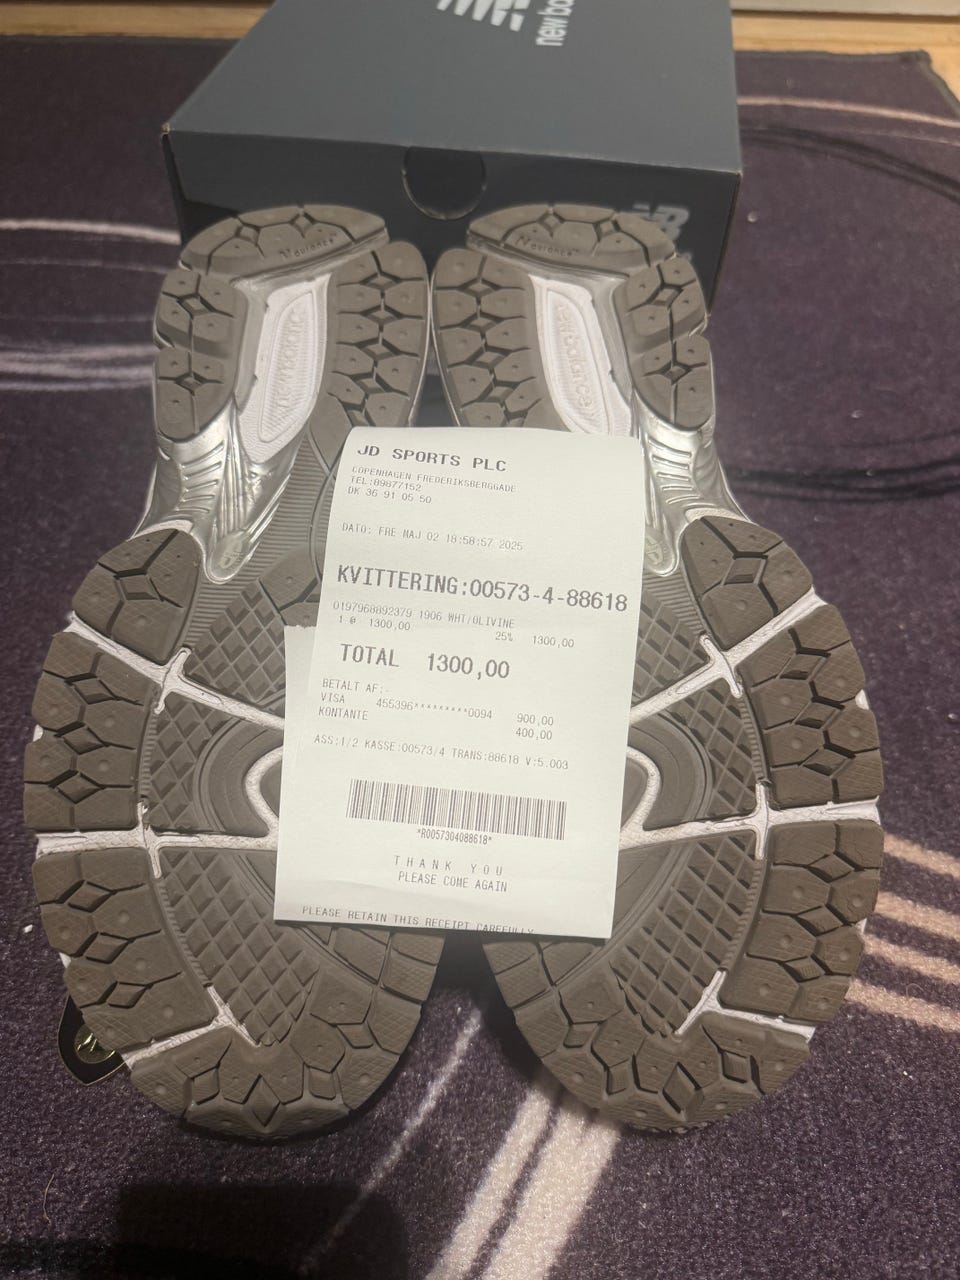 new ba
N durance
N durance
new balance
new balance
JD SPORTS PLC
COPENHAGEN FREDERIKSBERGGADE
TEL:89877152
DK 36 91 05 50
DATO: FRE MAJ 02 18:58:57 2025
KVITTERING:00573-4-88618
0197968892379 1906 WHT/OLIVINE
1 @ 1300,00 25% 1300,00
TOTAL 1300,00
BETALT AF:-
VISA 455396*********0094 900,00
KONTANTE 400,00
ASS:1/2 KASSE:00573/4 TRANS:88618 V:5.003
*R0057304088618*
THANK YOU
PLEASE COME AGAIN
PLEASE RETAIN THIS RECEIPT CAREFULLY